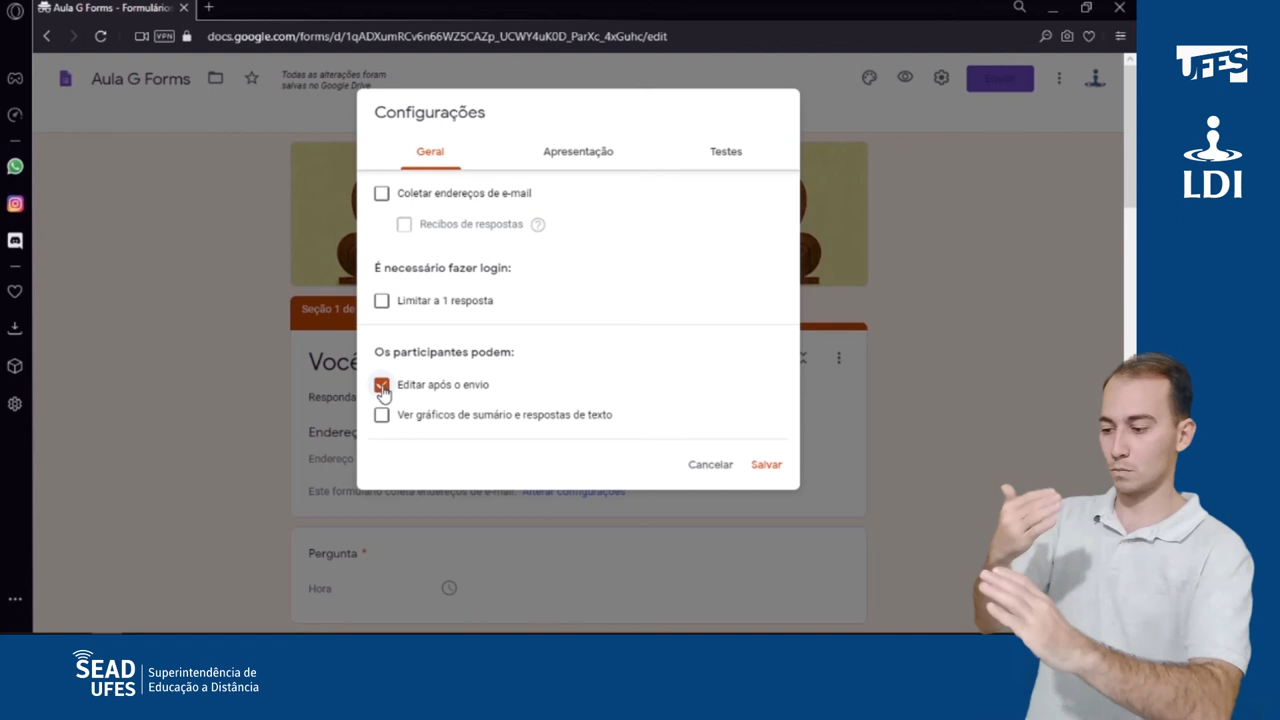 Aula G Forms - Formulários
VPN
docs.google.com/forms/d/1qADXumRCv6n66WZ5CAZp_UCWY4uK0D_ParXc_4xGuhc/edit
Aula G Forms
Todas as alterações foram
salvas no Google Drive
Enviar
Configurações
Geral
Apresentação
Testes
Coletar endereços de e-mail
Recibos de respostas
É necessário fazer login:
Limitar a 1 resposta
Seção 1 de
Os participantes podem:
Você
Editar após o envio
Responda
Ver gráficos de sumário e respostas de texto
Endereç
Endereço
Cancelar
Salvar
Este formulário coleta endereços de e-mail. Alterar configurações
Pergunta *
Hora
UFES
LDI
SEAD
UFES
Superintendência de
Educação a Distância